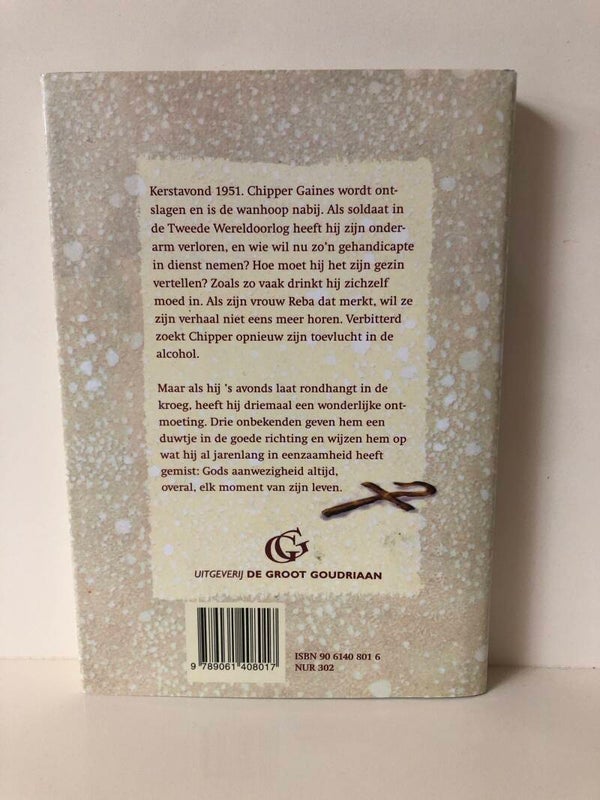 Kerstavond 1951. Chipper Gaines wordt ont-
slagen en is de wanhoop nabij. Als soldaat in
de Tweede Wereldoorlog heeft hij zijn onder-
arm verloren, en wie wil nu zo'n gehandicapte
in dienst nemen? Hoe moet hij het zijn gezin
vertellen? Zoals zo vaak drinkt hij zichzelf
moed in. Als zijn vrouw Reba dat merkt, wil ze
zijn verhaal niet eens meer horen. Verbitterd
zoekt Chipper opnieuw zijn toevlucht in de
alcohol.
Maar als hij 's avonds laat rondhangt in de
kroeg, heeft hij driemaal een wonderlijke ont-
moeting. Drie onbekenden geven hem een
duwtje in de goede richting en wijzen hem op
wat hij al jarenlang in eenzaamheid heeft
gemist: Gods aanwezigheid altijd,
overal, elk moment van zijn leven.
GG
UITGEVERIJ DE GROOT GOUDRIAAN
ISBN 90 6140 801 6
NUR 302
9 789061 408017